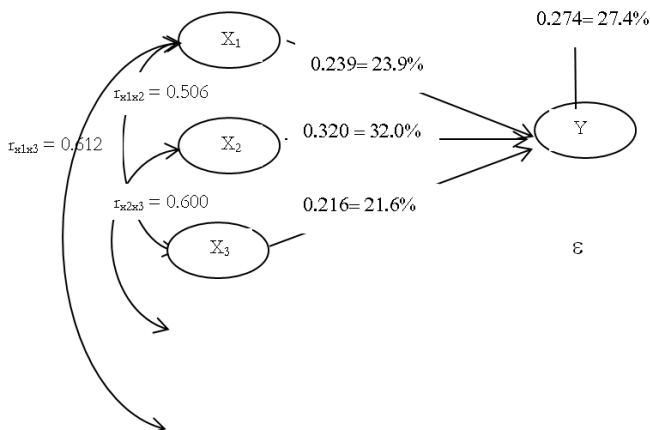 0.274= 27.4%
X1
0.239= 23.9%
rx1x2 = 0.506
Y
rx1x3 = 0.612
X2
0.320 = 32.0%
rx2x3 = 0.600
0.216= 21.6%
X3
ε